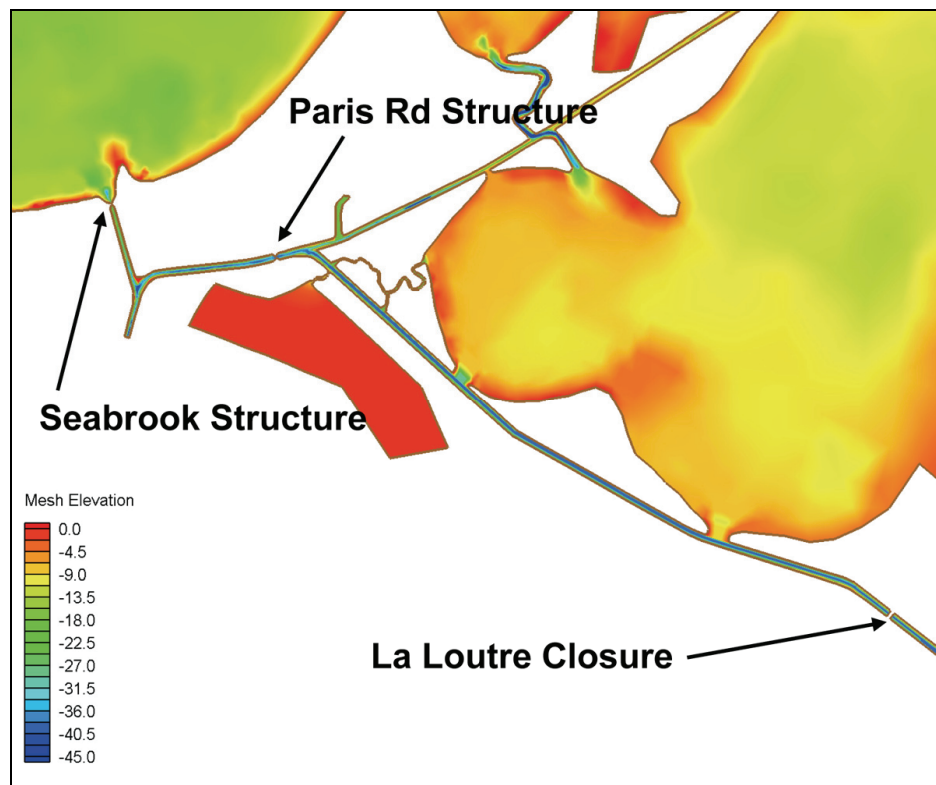 Paris Rd Structure
Seabrook Structure
Mesh Elevation
0.0
-4.5
-9.0
-13.5
-18.0
-22.5
-27.0
-31.5
-36.0
-40.5
-45.0
La Loutre Closure